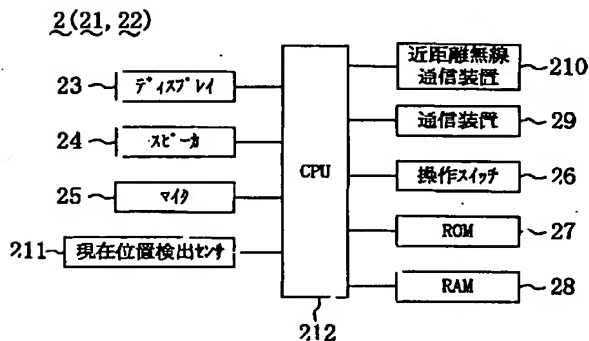 2(21, 22)
23 ディスプレイ
24 スピーカ
25 マイク
211 現在位置検出センサ
CPU
212
近距離無線
通信装置 210
通信装置 29
操作スイッチ 26
ROM 27
RAM 28